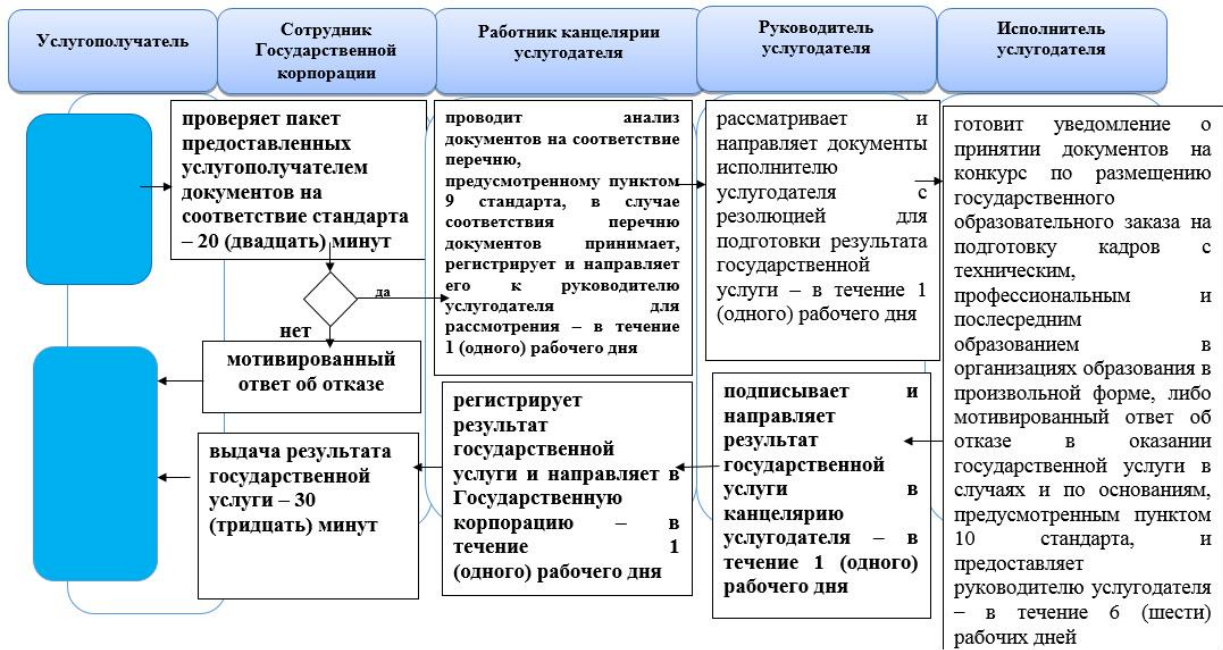 Услугополучатель
Сотрудник
Государственной
корпорации
Работник канцелярии
услугодателя
Руководитель
услугодателя
Исполнитель
услугодателя
проверяет пакет
предоставленных
услугополучателем
документов на
соответствие стандарта
– 20 (двадцать) минут
да
нет
мотивированный
ответ об отказе
выдача результата
государственной
услуги – 30
(тридцать) минут
проводит анализ
документов на соответствие
перечню,
предусмотренному пунктом
9 стандарта, в случае
соответствия перечню
документов принимает,
регистрирует и направляет
его к руководителю
услугодателя для
рассмотрения – в течение
1 (одного) рабочего дня
регистрирует
результат
государственной
услуги и направляет в
Государственную
корпорацию – в
течение 1
(одного) рабочего дня
рассматривает и
направляет документы
исполнителю
услугодателя с
резолюцией для
подготовки результата
государственной
услуги – в течение 1
(одного) рабочего дня
подписывает и
направляет
результат
государственной
услуги в
канцелярию
услугодателя – в
течение 1 (одного)
рабочего дня
готовит уведомление о
принятии документов на
конкурс по размещению
государственного
образовательного заказа на
подготовку кадров с
техническим,
профессиональным и
послесредним
образованием в
организациях образования в
произвольной форме, либо
мотивированный ответ об
отказе в оказании
государственной услуги в
случаях и по основаниям,
предусмотренным пунктом
10 стандарта, и
предоставляет
руководителю услугодателя
– в течение 6 (шести)
рабочих дней